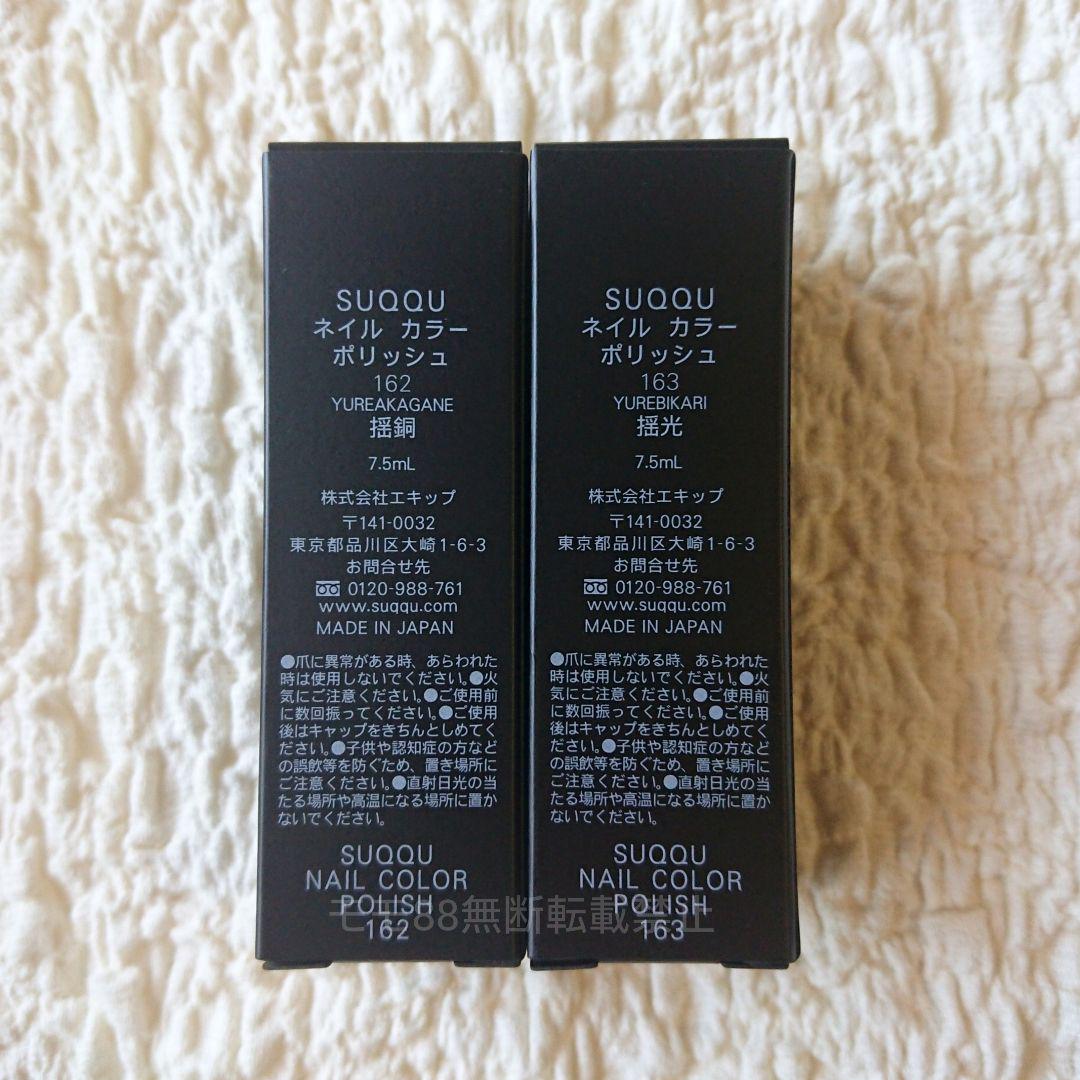 SUQQU
ネイル カラー
ポリッシュ
162
YUREAKAGANE
揺銅
7.5mL
株式会社エキップ
〒141-0032
東京都品川区大崎1-6-3
お問合せ先
0120-988-761
www.suqqu.com
MADE IN JAPAN
●爪に異常がある時、あらわれた
時は使用しないでください。●火
気にご注意ください。●ご使用前
に数回振ってください。●ご使用
後はキャップをきちんとしめてく
ださい。●子供や認知症の方など
の誤飲等を防ぐため、置き場所に
ご注意ください。●直射日光の当
たる場所や高温になる場所に置か
ないでください。
SUQQU
NAIL COLOR
POLISH
162
SUQQU
ネイル カラー
ポリッシュ
163
YUREBIKARI
揺光
7.5mL
株式会社エキップ
〒141-0032
東京都品川区大崎1-6-3
お問合せ先
0120-988-761
www.suqqu.com
MADE IN JAPAN
●爪に異常がある時、あらわれた
時は使用しないでください。●火
気にご注意ください。●ご使用前
に数回振ってください。●ご使用
後はキャップをきちんとしめてく
ださい。●子供や認知症の方など
の誤飲等を防ぐため、置き場所に
ご注意ください。●直射日光の当
たる場所や高温になる場所に置か
ないでください。
SUQQU
NAIL COLOR
POLISH
163
88無断転載禁止